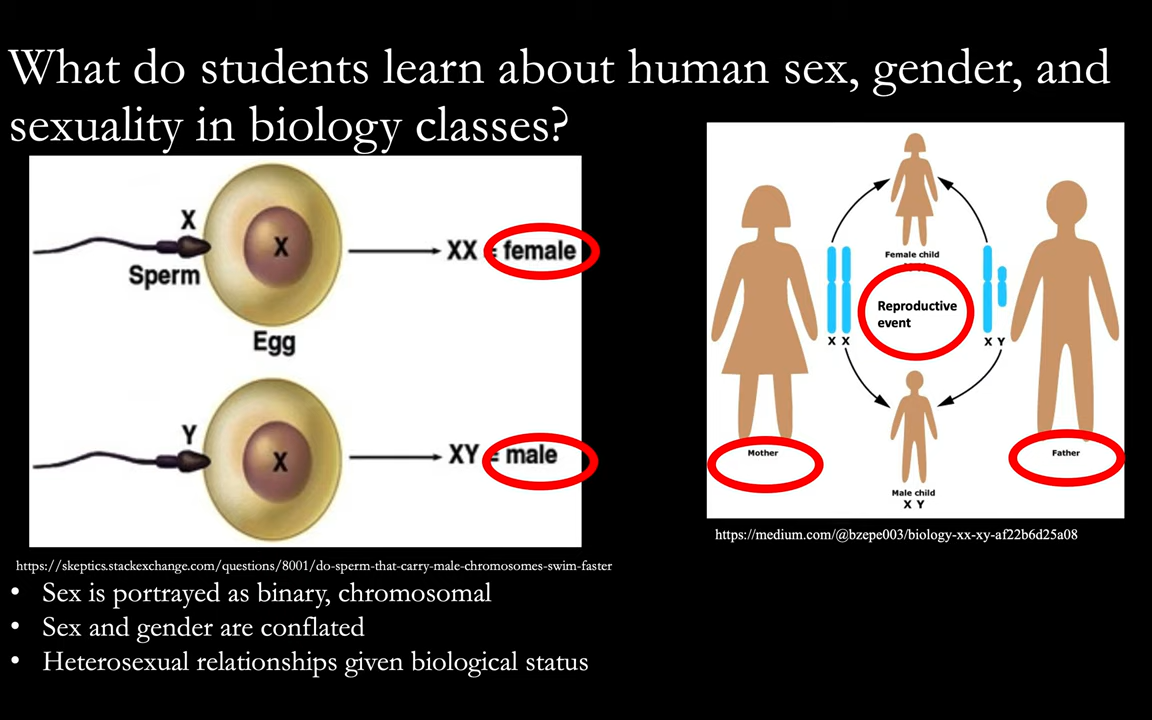 What do students learn about human sex, gender, and
sexuality in biology classes?
X
Sperm
X
Egg
XX = female
Y
X
XY = male
Female child
Reproductive
event
X X
X Y
Mother
Father
Male child
X Y
https://medium.com/@bzepe003/biology-xx-xy-af22b6d25a08
https://skeptics.stackexchange.com/questions/8001/do-sperm-that-carry-male-chromosomes-swim-faster
• Sex is portrayed as binary, chromosomal
• Sex and gender are conflated
• Heterosexual relationships given biological status